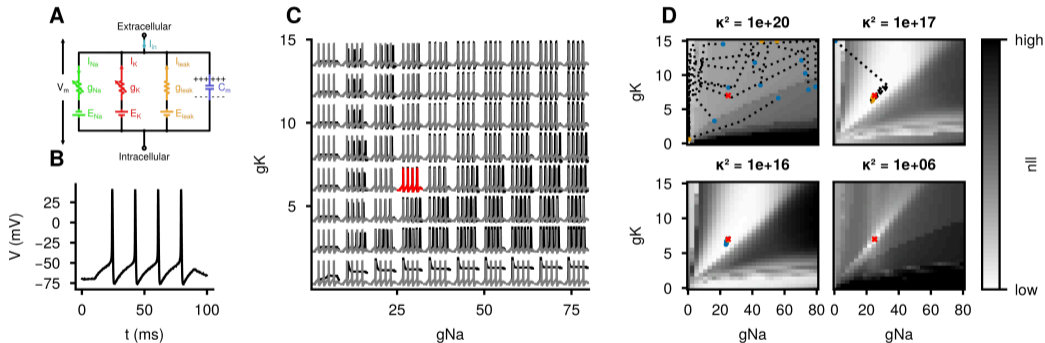 A
Extracellular
I_m
I_Na
I_K
I_leak
+++++
V_m
g_Na
g_K
g_leak
C_m
-----
E_Na
E_K
E_leak
Intracellular
B
25
0
−25
−50
−75
V (mV)
0
50
100
t (ms)
C
15
10
5
gK
25
50
75
gNa
D
κ² = 1e+20
κ² = 1e+17
15
10
5
0
gK
κ² = 1e+16
κ² = 1e+06
15
10
5
0
gK
0
20
40
60
80
0
20
40
60
80
gNa
gNa
high
nll
low